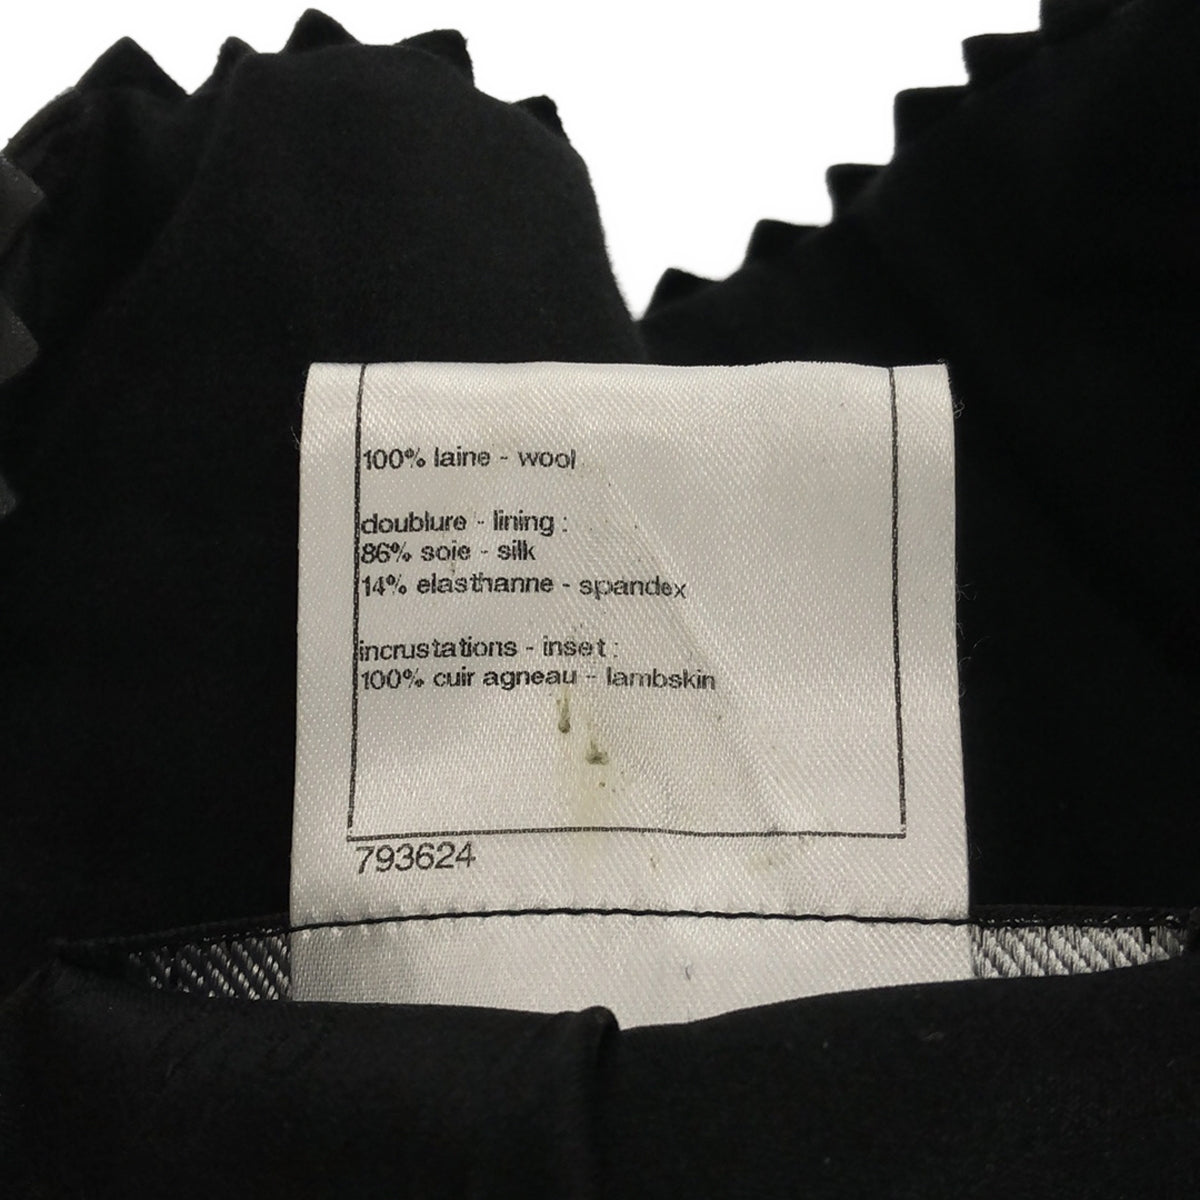 100% laine - wool
doublure - lining :
86% soie - silk
14% elasthanne - spandex
incrustations - inset :
100% cuir agneau - lambskin
793624